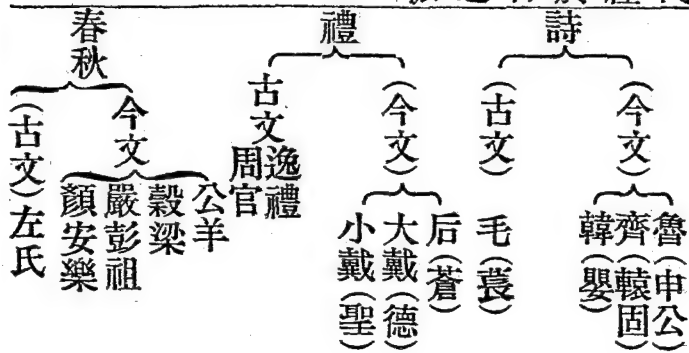 詩
(今文)
魯(申公)
齊(轅固)
韓(嬰)
(古文)
毛(萇)
禮
(今文)
后(蒼)
大戴(德)
小戴(聖)
古文
逸禮
周官
春秋
今文
公羊
穀梁
嚴彭祖
顏安樂
(古文)左氏